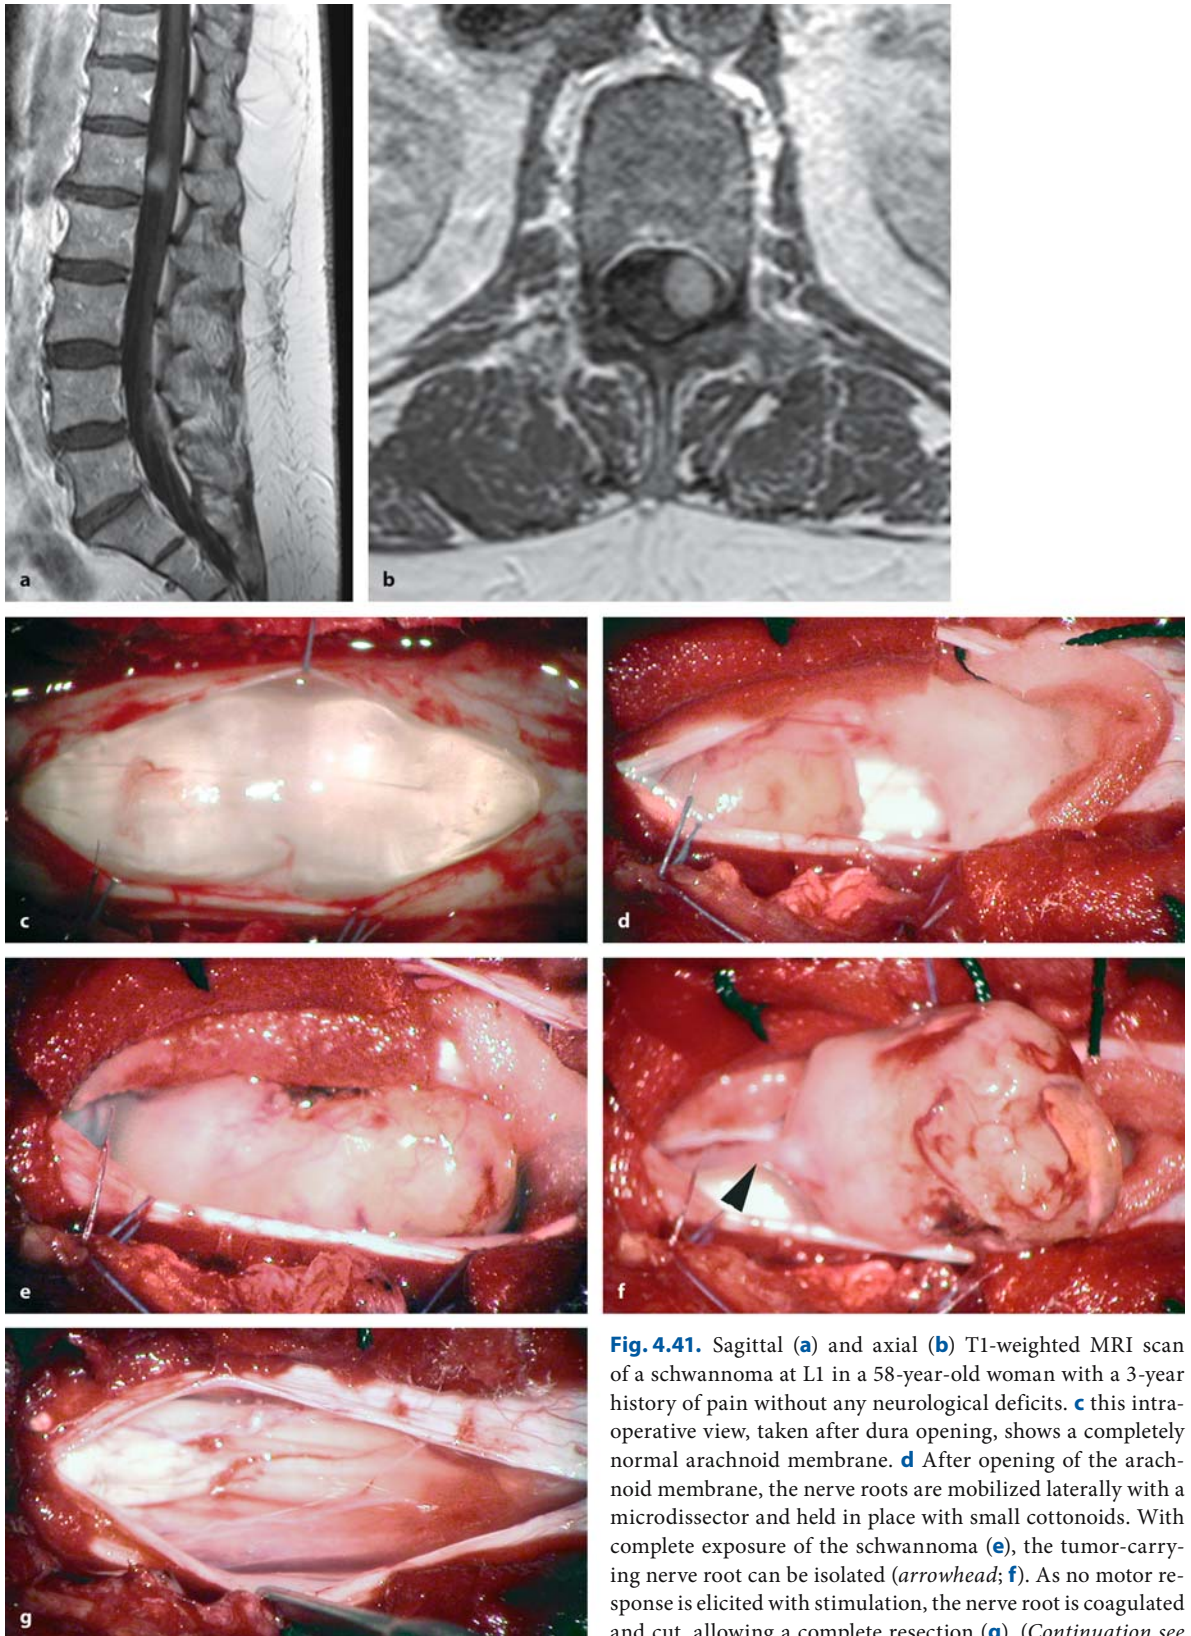 a
b
c
d
e
f
g
Fig. 4.41. Sagittal (a) and axial (b) T1-weighted MRI scan
of a schwannoma at L1 in a 58-year-old woman with a 3-year
history of pain without any neurological deficits. c this intra-
operative view, taken after dura opening, shows a completely
normal arachnoid membrane. d After opening of the arach-
noid membrane, the nerve roots are mobilized laterally with a
microdissector and held in place with small cottonoids. With
complete exposure of the schwannoma (e), the tumor-carry-
ing nerve root can be isolated (arrowhead; f). As no motor re-
sponse is elicited with stimulation, the nerve root is coagulated
and cut, allowing a complete resection (g). (Continuation see